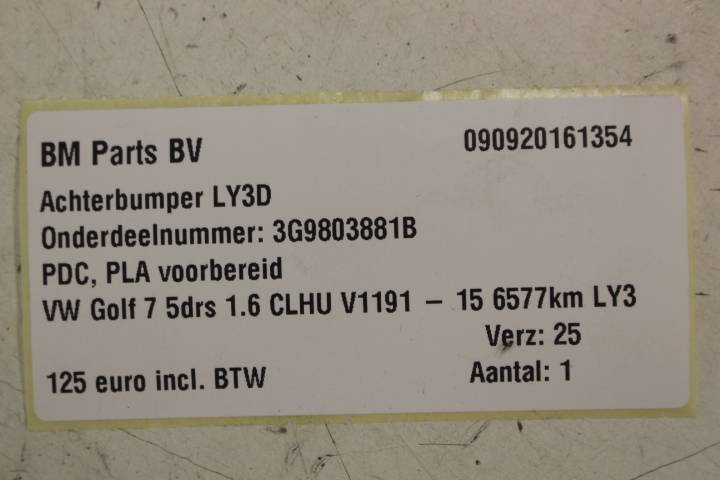 BM Parts BV 090920161354
Achterbumper LY3D
Onderdeelnummer: 3G9803881B
PDC, PLA voorbereid
VW Golf 7 5drs 1.6 CLHU V1191 – 15 6577km LY3
Verz: 25
125 euro incl. BTW Aantal: 1